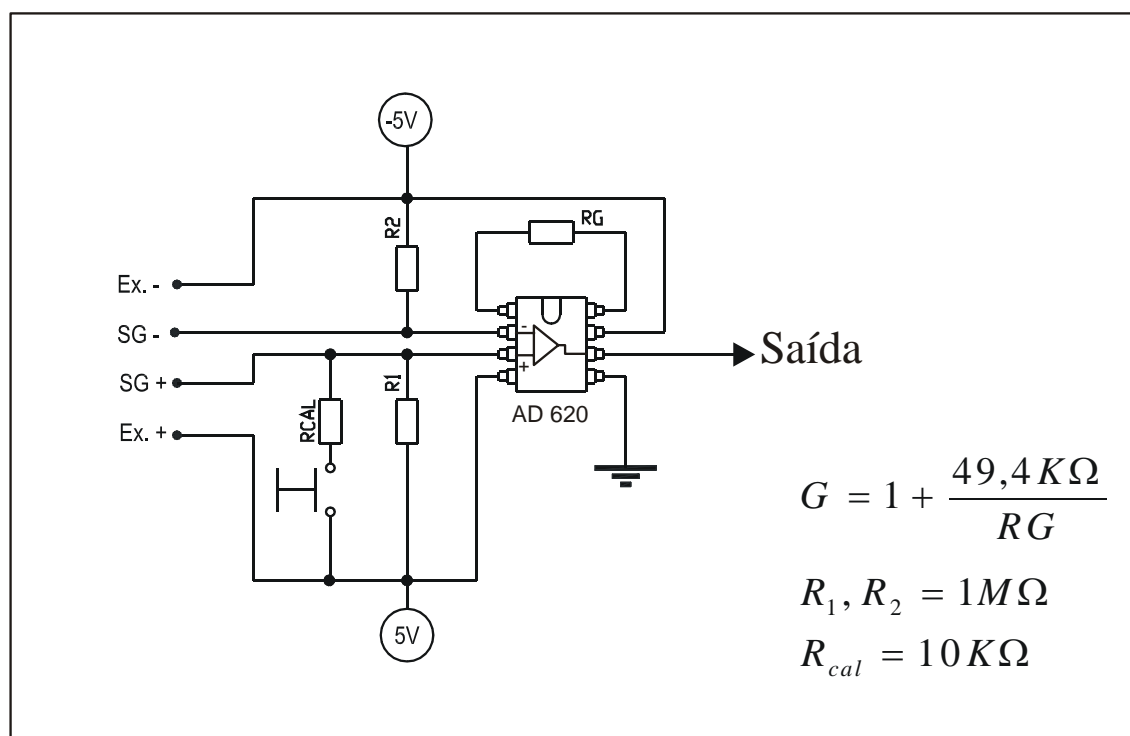 -5V
R2
RG
Ex. -
SG -
SG +
Ex. +
RCAL
R1
-
+
AD 620
Saída
5V
G = 1 + 49,4 KΩ / RG
R₁, R₂ = 1MΩ
R_cal = 10 KΩ